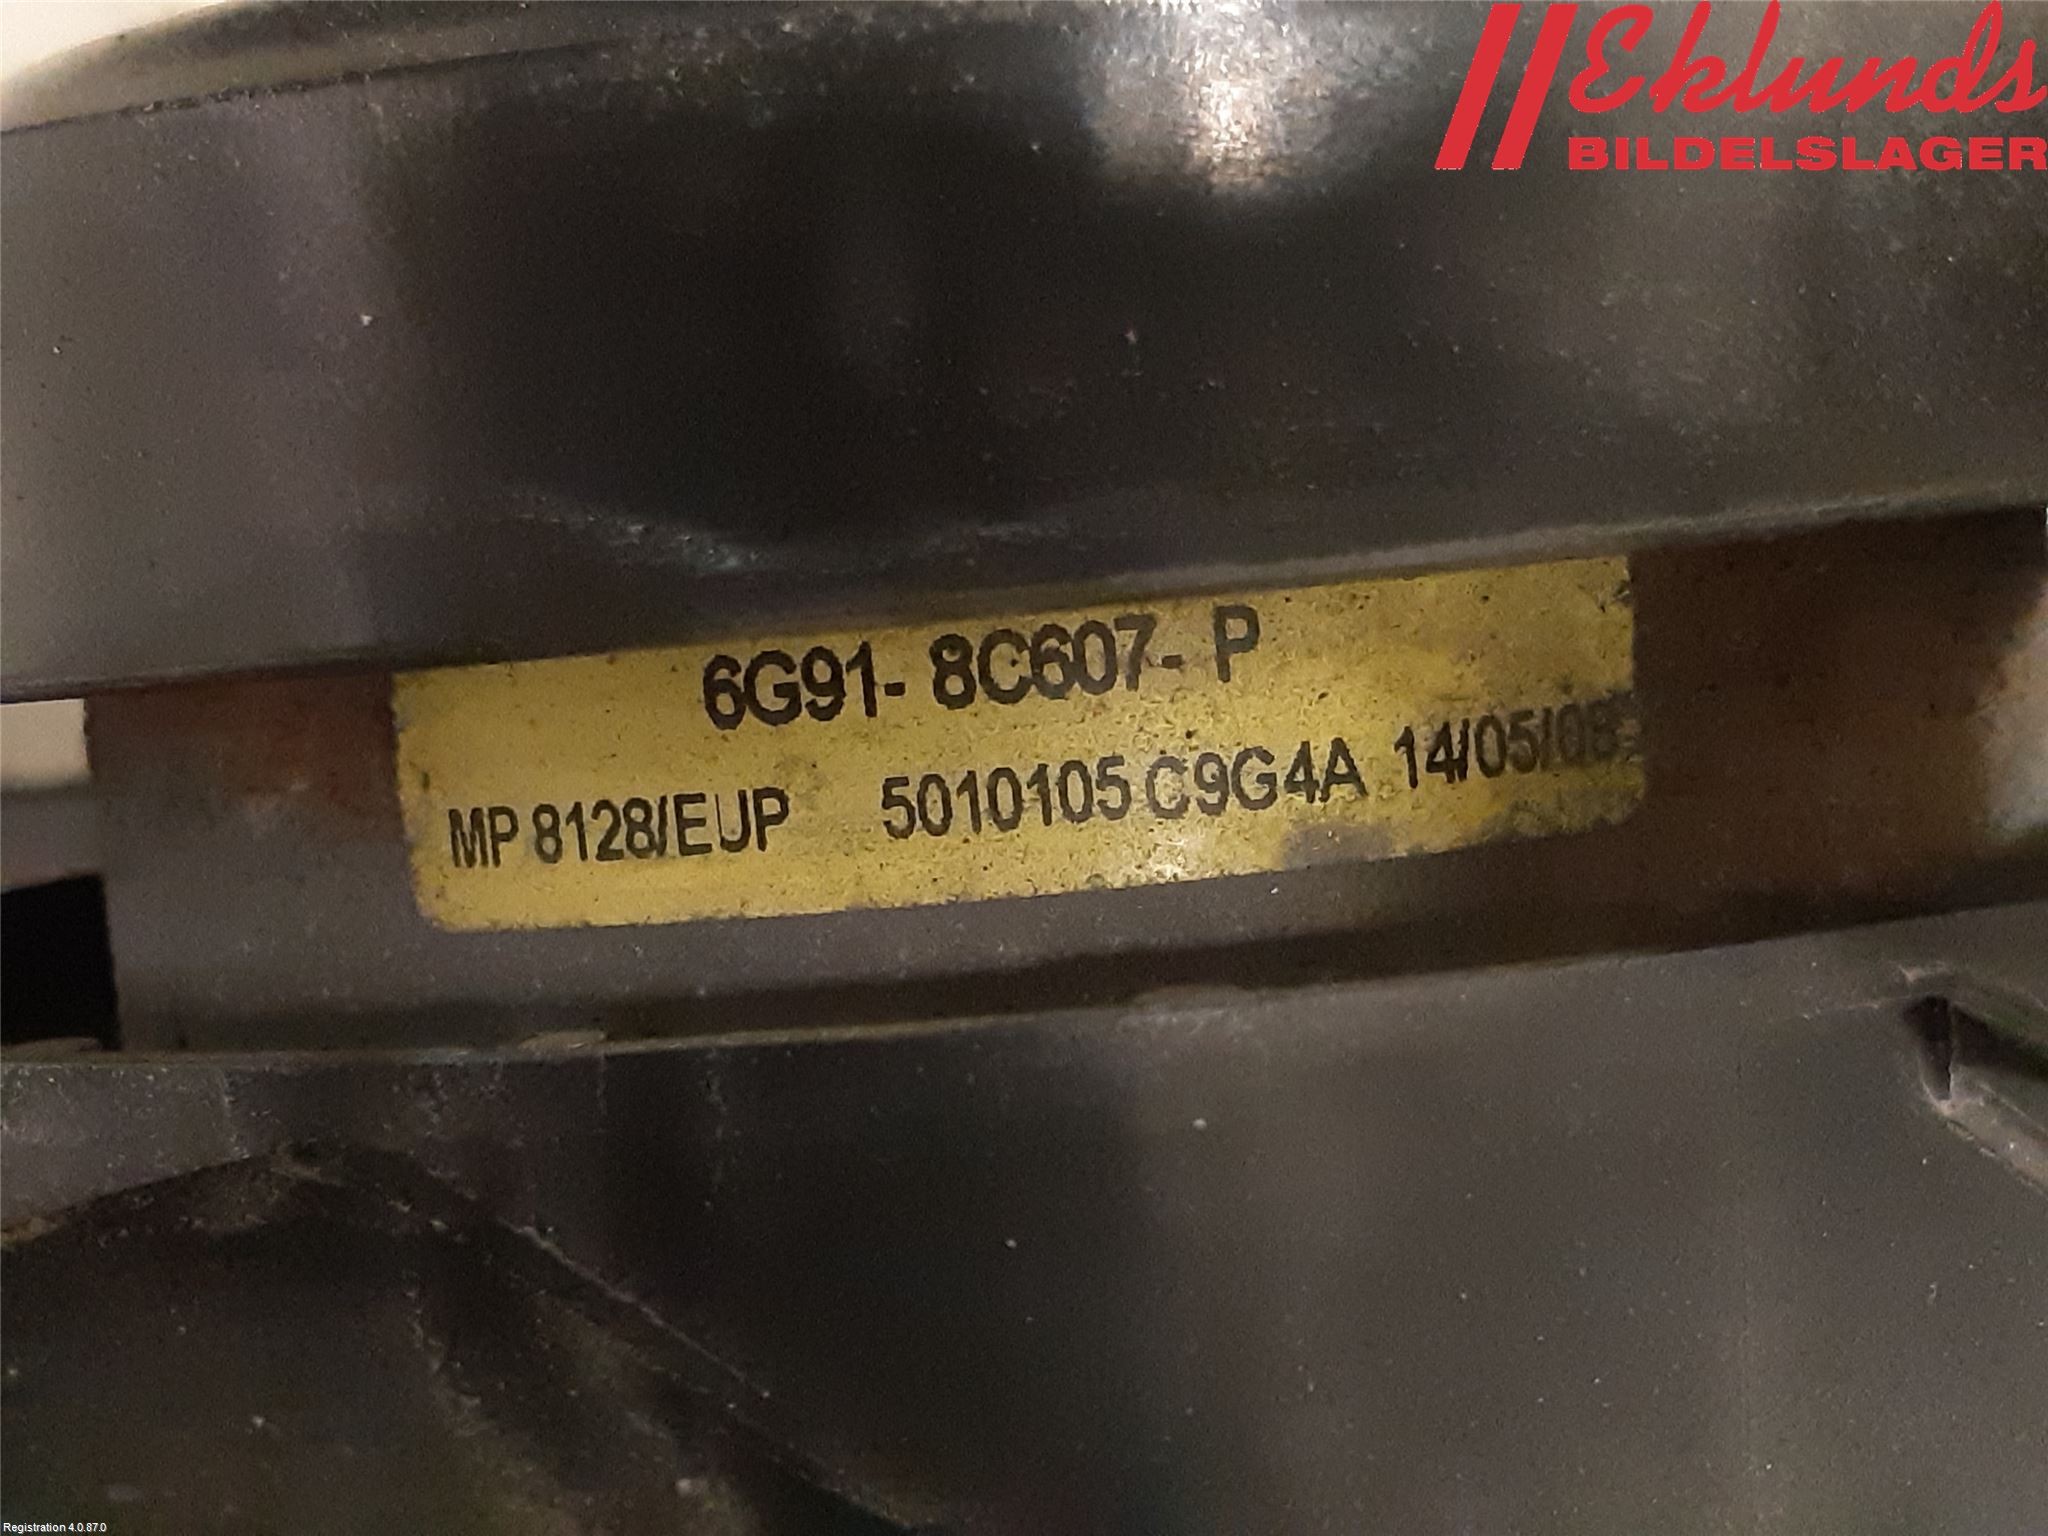 Eklunds
BILDELSLAGER
6G91- 8C607- P
MP 8128/EUP 5010105 C9G4A 14/05/08
Registration 4.0.87.0